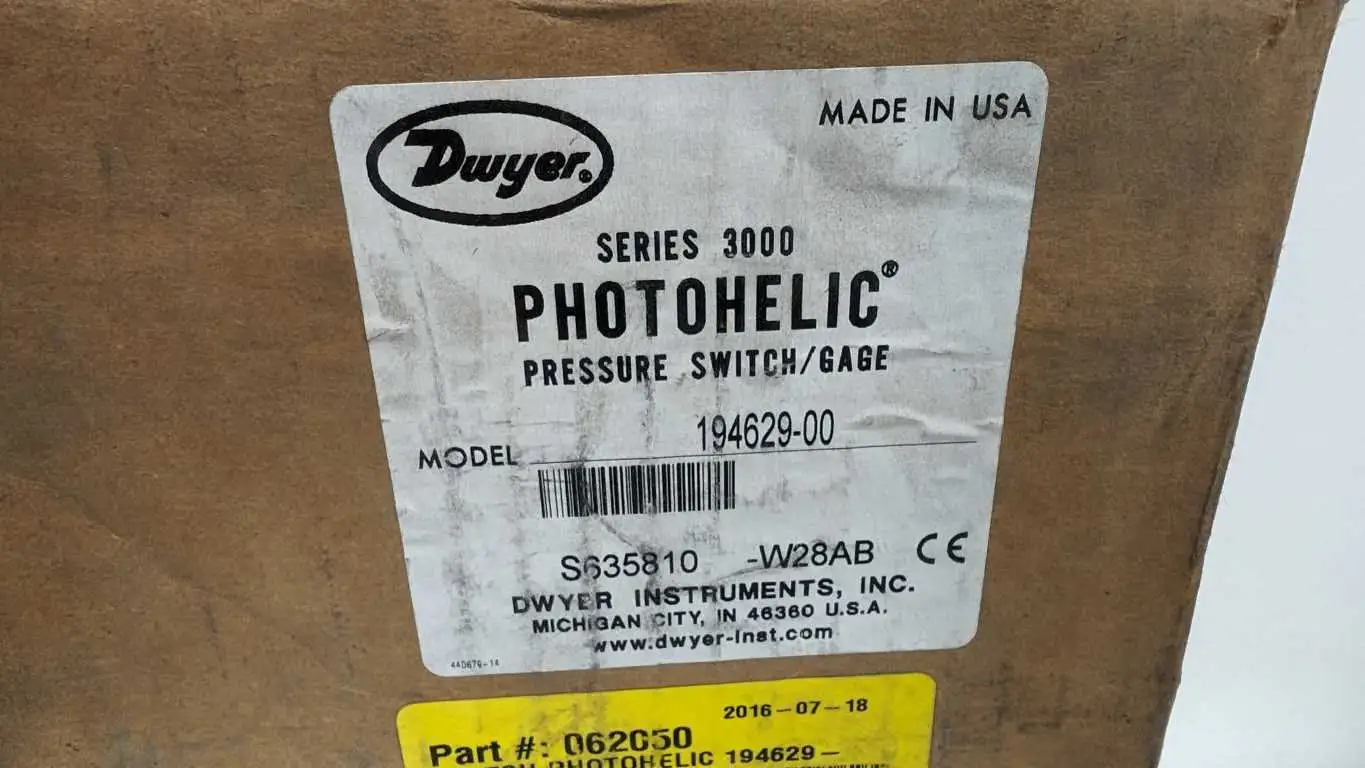 Dwyer®
MADE IN USA
SERIES 3000
PHOTOHELIC®
PRESSURE SWITCH/GAGE
MODEL 194629-00
S635810 -W28AB CE
DWYER INSTRUMENTS, INC.
MICHIGAN CITY, IN 46360 U.S.A.
www.dwyer-inst.com
2016-07-18
Part #: 062C50
PHOTOHELIC 194629-